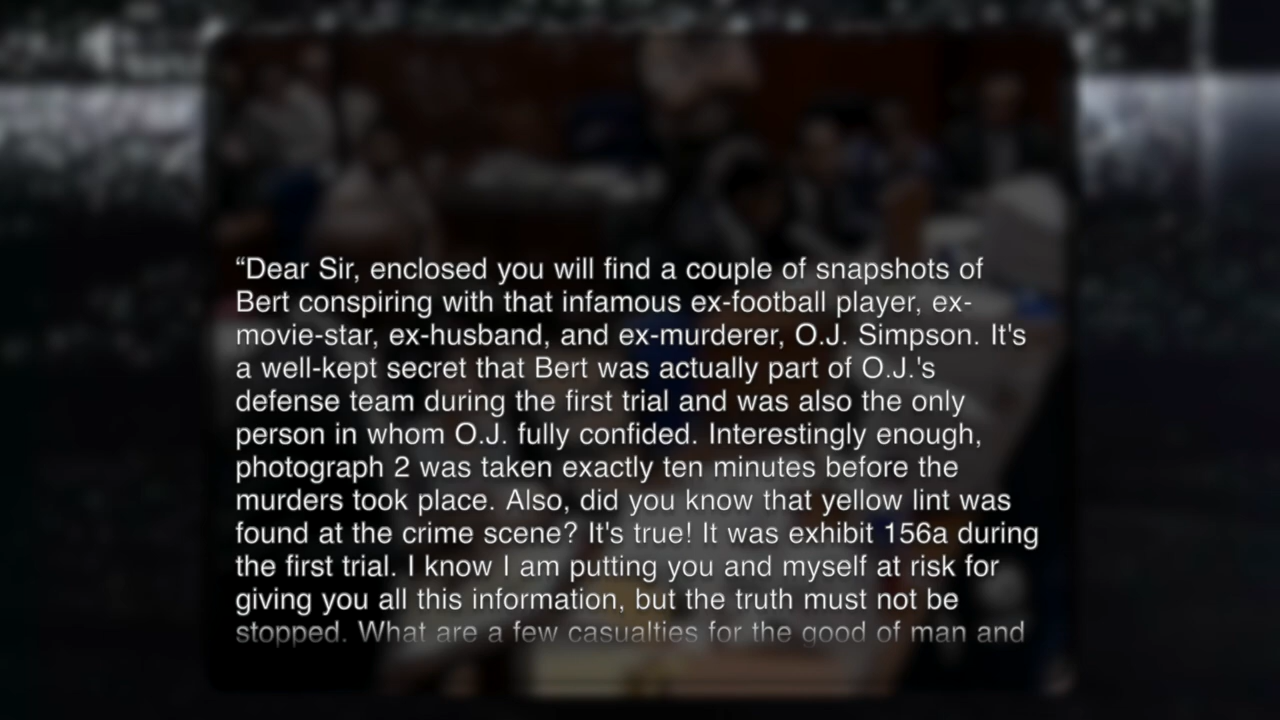 “Dear Sir, enclosed you will find a couple of snapshots of
Bert conspiring with that infamous ex-football player, ex-
movie-star, ex-husband, and ex-murderer, O.J. Simpson. It's
a well-kept secret that Bert was actually part of O.J.'s
defense team during the first trial and was also the only
person in whom O.J. fully confided. Interestingly enough,
photograph 2 was taken exactly ten minutes before the
murders took place. Also, did you know that yellow lint was
found at the crime scene? It's true! It was exhibit 156a during
the first trial. I know I am putting you and myself at risk for
giving you all this information, but the truth must not be
stopped. What are a few casualties for the good of man and